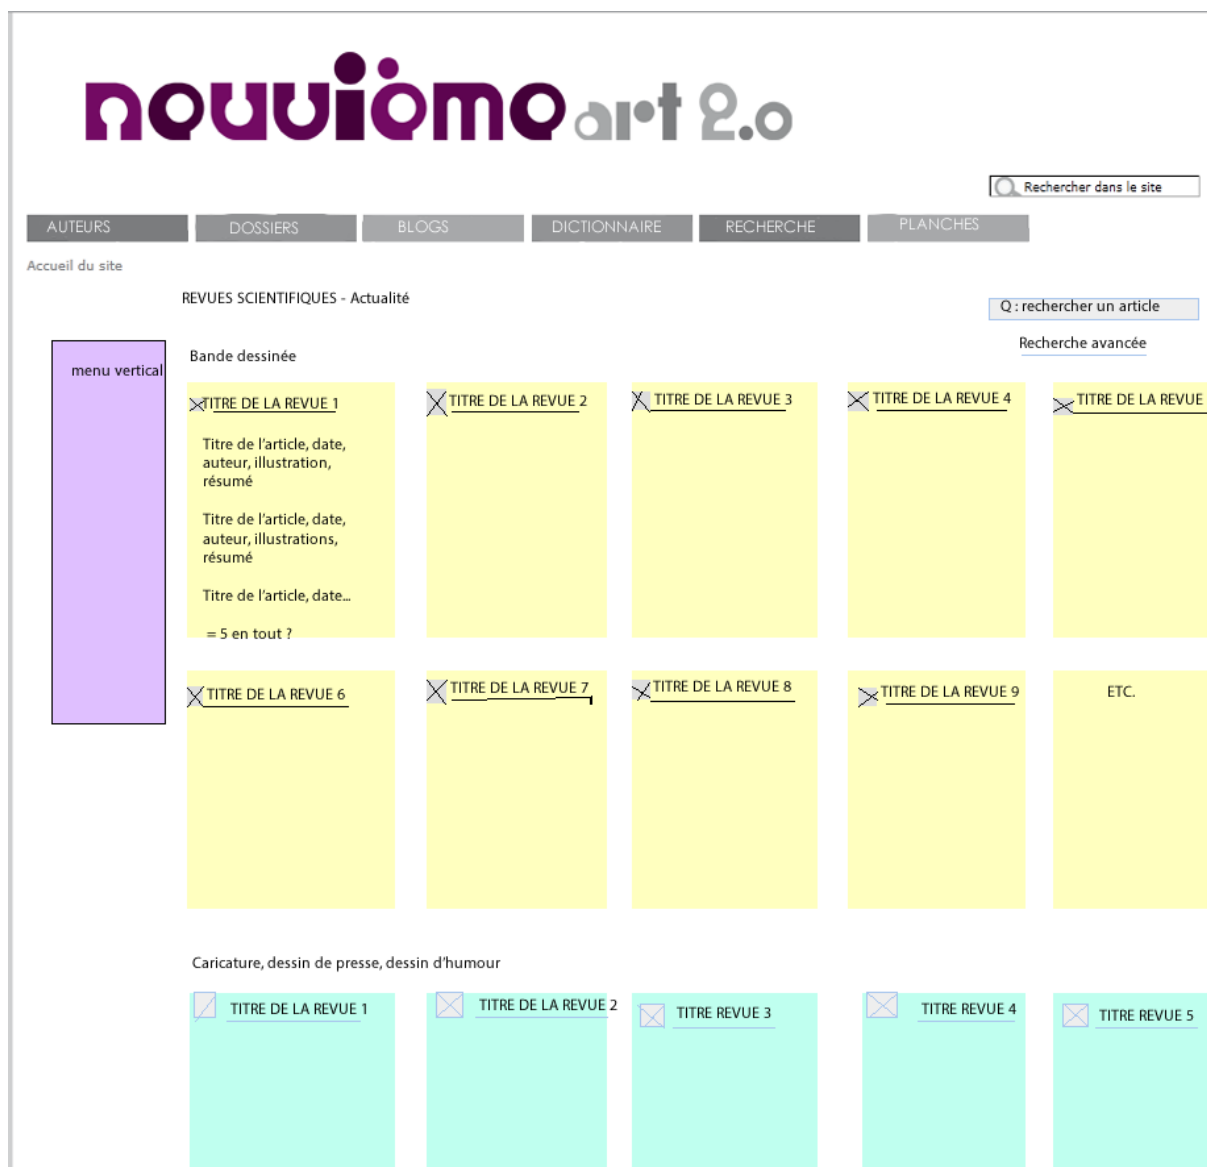 neuvième art 2.0
Rechercher dans le site
AUTEURS DOSSIERS BLOGS DICTIONNAIRE RECHERCHE PLANCHES
Accueil du site
REVUES SCIENTIFIQUES - Actualité
Q : rechercher un article
Recherche avancée
menu vertical
Bande dessinée
TITRE DE LA REVUE 1
Titre de l'article, date,
auteur, illustration,
résumé
Titre de l'article, date,
auteur, illustrations,
résumé
Titre de l'article, date...
= 5 en tout ?
TITRE DE LA REVUE 2
TITRE DE LA REVUE 3
TITRE DE LA REVUE 4
TITRE DE LA REVUE
TITRE DE LA REVUE 6
TITRE DE LA REVUE 7
TITRE DE LA REVUE 8
TITRE DE LA REVUE 9
ETC.
Caricature, dessin de presse, dessin d'humour
TITRE DE LA REVUE 1
TITRE DE LA REVUE 2
TITRE REVUE 3
TITRE REVUE 4
TITRE REVUE 5